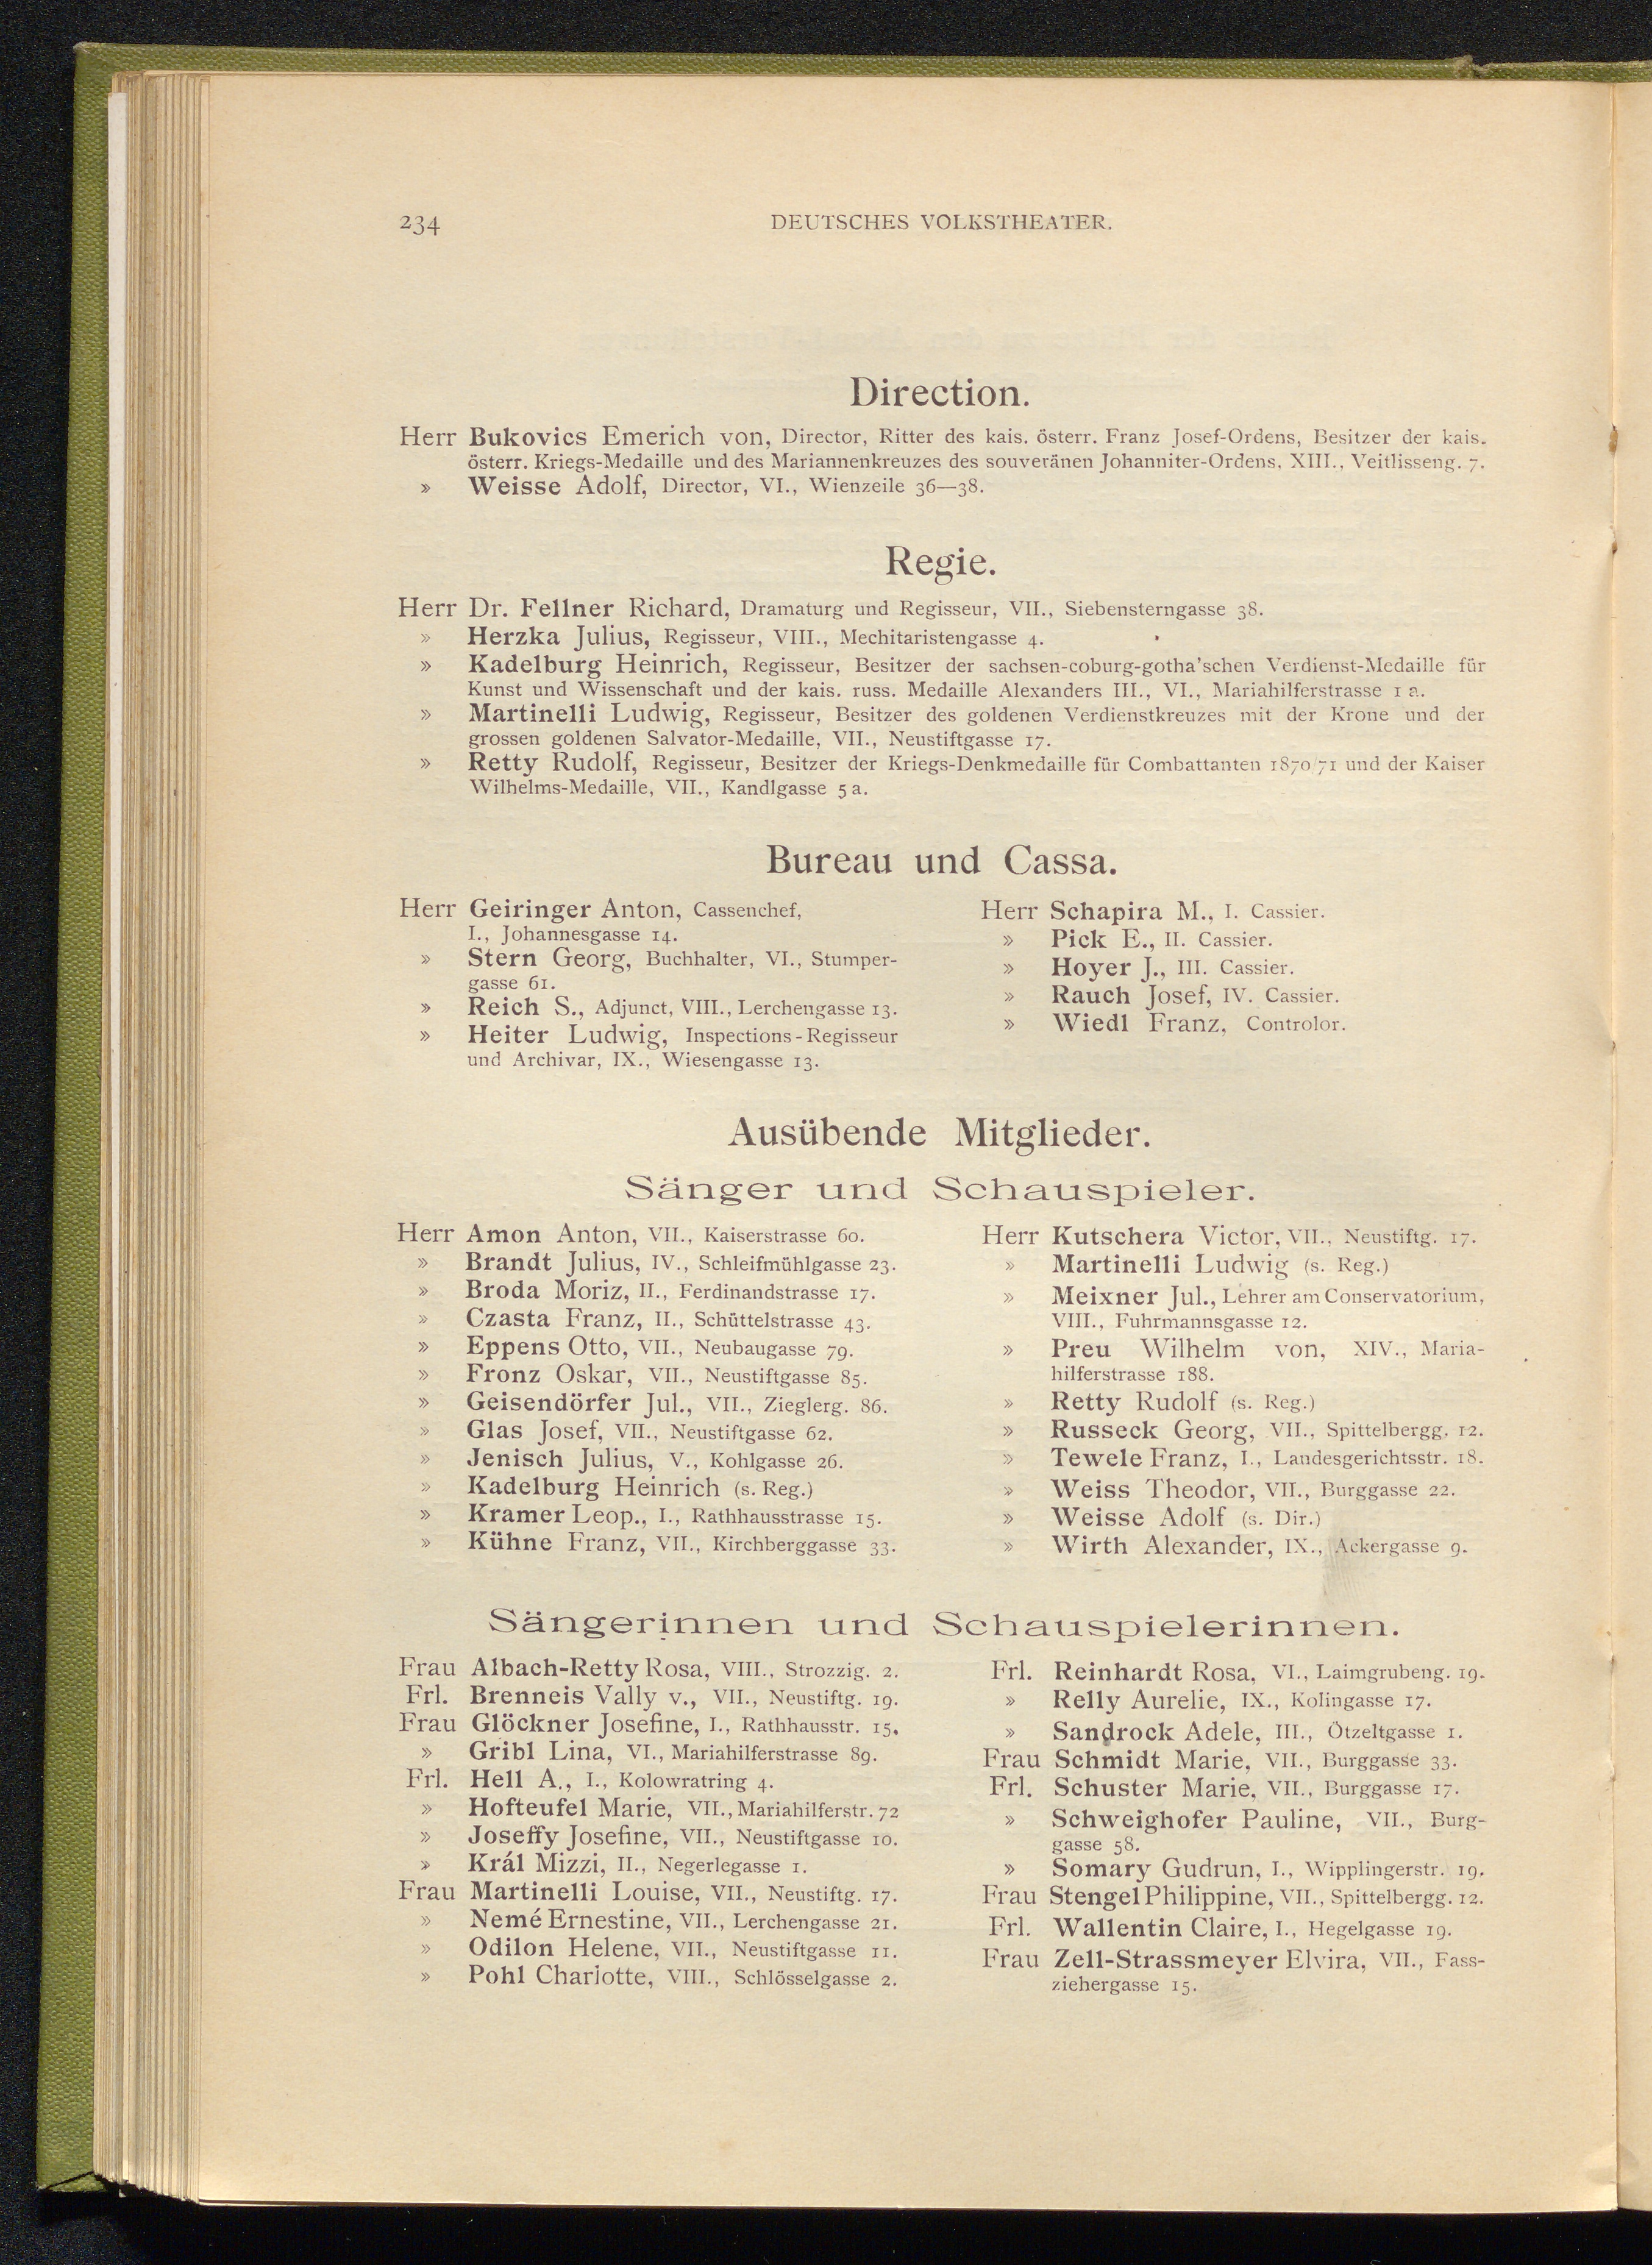 234
DEUTSCHES VOLKSTHEATER.
Direction.
Herr Bukovics Emerich von, Director, Ritter des kais. österr. Franz Josef-Ordens, Besitzer der kais.
österr. Kriegs-Medaille und des Mariannenkreuzes des souveränen Johanniter-Ordens, XIII., Veitlisseng. 7.
» Weisse Adolf, Director, VI., Wienzeile 36—38.
Regie.
Herr Dr. Fellner Richard, Dramaturg und Regisseur, VII., Siebensterngasse 38.
» Herzka Julius, Regisseur, VIII., Mechitaristengasse 4.
» Kadelburg Heinrich, Regisseur, Besitzer der sachsen-coburg-gotha'schen Verdienst-Medaille für
Kunst und Wissenschaft und der kais. russ. Medaille Alexanders III., VI., Mariahilferstrasse 1 a.
» Martinelli Ludwig, Regisseur, Besitzer des goldenen Verdienstkreuzes mit der Krone und der
grossen goldenen Salvator-Medaille, VII., Neustiftgasse 17.
» Retty Rudolf, Regisseur, Besitzer der Kriegs-Denkmedaille für Combattanten 1870/71 und der Kaiser
Wilhelms-Medaille, VII., Kandlgasse 5 a.
Bureau und Cassa.
Herr Geiringer Anton, Cassenchef,
I., Johannesgasse 14.
» Stern Georg, Buchhalter, VI., Stumper-
gasse 61.
» Reich S., Adjunct, VIII., Lerchengasse 13.
» Heiter Ludwig, Inspections-Regisseur
und Archivar, IX., Wiesengasse 13.
Herr Schapira M., I. Cassier.
» Pick E., II. Cassier.
» Hoyer J., III. Cassier.
» Rauch Josef, IV. Cassier.
» Wiedl Franz, Controlor.
Ausübende Mitglieder.
Sänger und Schauspieler.
Herr Amon Anton, VII., Kaiserstrasse 60.
» Brandt Julius, IV., Schleifmühlgasse 23.
» Broda Moriz, II., Ferdinandstrasse 17.
» Czasta Franz, II., Schüttelstrasse 43.
» Eppens Otto, VII., Neubaugasse 79.
» Fronz Oskar, VII., Neustiftgasse 85.
» Geisendörfer Jul., VII., Zieglerg. 86.
» Glas Josef, VII., Neustiftgasse 62.
» Jenisch Julius, V., Kohlgasse 26.
» Kadelburg Heinrich (s. Reg.)
» Kramer Leop., I., Rathhausstrasse 15.
» Kühne Franz, VII., Kirchberggasse 33.
Herr Kutschera Victor, VII., Neustiftg. 17.
» Martinelli Ludwig (s. Reg.)
» Meixner Jul., Lehrer am Conservatorium,
VIII., Fuhrmannsgasse 12.
» Preu Wilhelm von, XIV., Maria-
hilferstrasse 188.
» Retty Rudolf (s. Reg.)
» Russeck Georg, VII., Spittelbergg. 12.
» Tewele Franz, I., Landesgerichtsstr. 18.
» Weiss Theodor, VII., Burggasse 22.
» Weisse Adolf (s. Dir.)
» Wirth Alexander, IX., Ackergasse 9.
Sängerinnen und Schauspielerinnen.
Frau Albach-Retty Rosa, VIII., Strozzig. 2.
Frl. Brenneis Vally v., VII., Neustiftg. 19.
Frau Glöckner Josefine, I., Rathhausstr. 15.
» Gribl Lina, VI., Mariahilferstrasse 89.
Frl. Hell A., I., Kolowratring 4.
» Hofteufel Marie, VII., Mariahilferstr. 72
» Joseffy Josefine, VII., Neustiftgasse 10.
» Král Mizzi, II., Negerlegasse 1.
Frau Martinelli Louise, VII., Neustiftg. 17.
» Nemé Ernestine, VII., Lerchengasse 21.
» Odilon Helene, VII., Neustiftgasse 11.
» Pohl Charlotte, VIII., Schlösselgasse 2.
Frl. Reinhardt Rosa, VI., Laimgrubeng. 19.
» Relly Aurelie, IX., Kolingasse 17.
» Sandrock Adele, III., Ötzeltgasse 1.
Frau Schmidt Marie, VII., Burggasse 33.
Frl. Schuster Marie, VII., Burggasse 17.
» Schweighofer Pauline, VII., Burg-
gasse 58.
» Somary Gudrun, I., Wipplingerstr. 19.
Frau Stengel Philippine, VII., Spittelbergg. 12.
Frl. Wallentin Claire, I., Hegelgasse 19.
Frau Zell-Strassmeyer Elvira, VII., Fass-
ziehergasse 15.